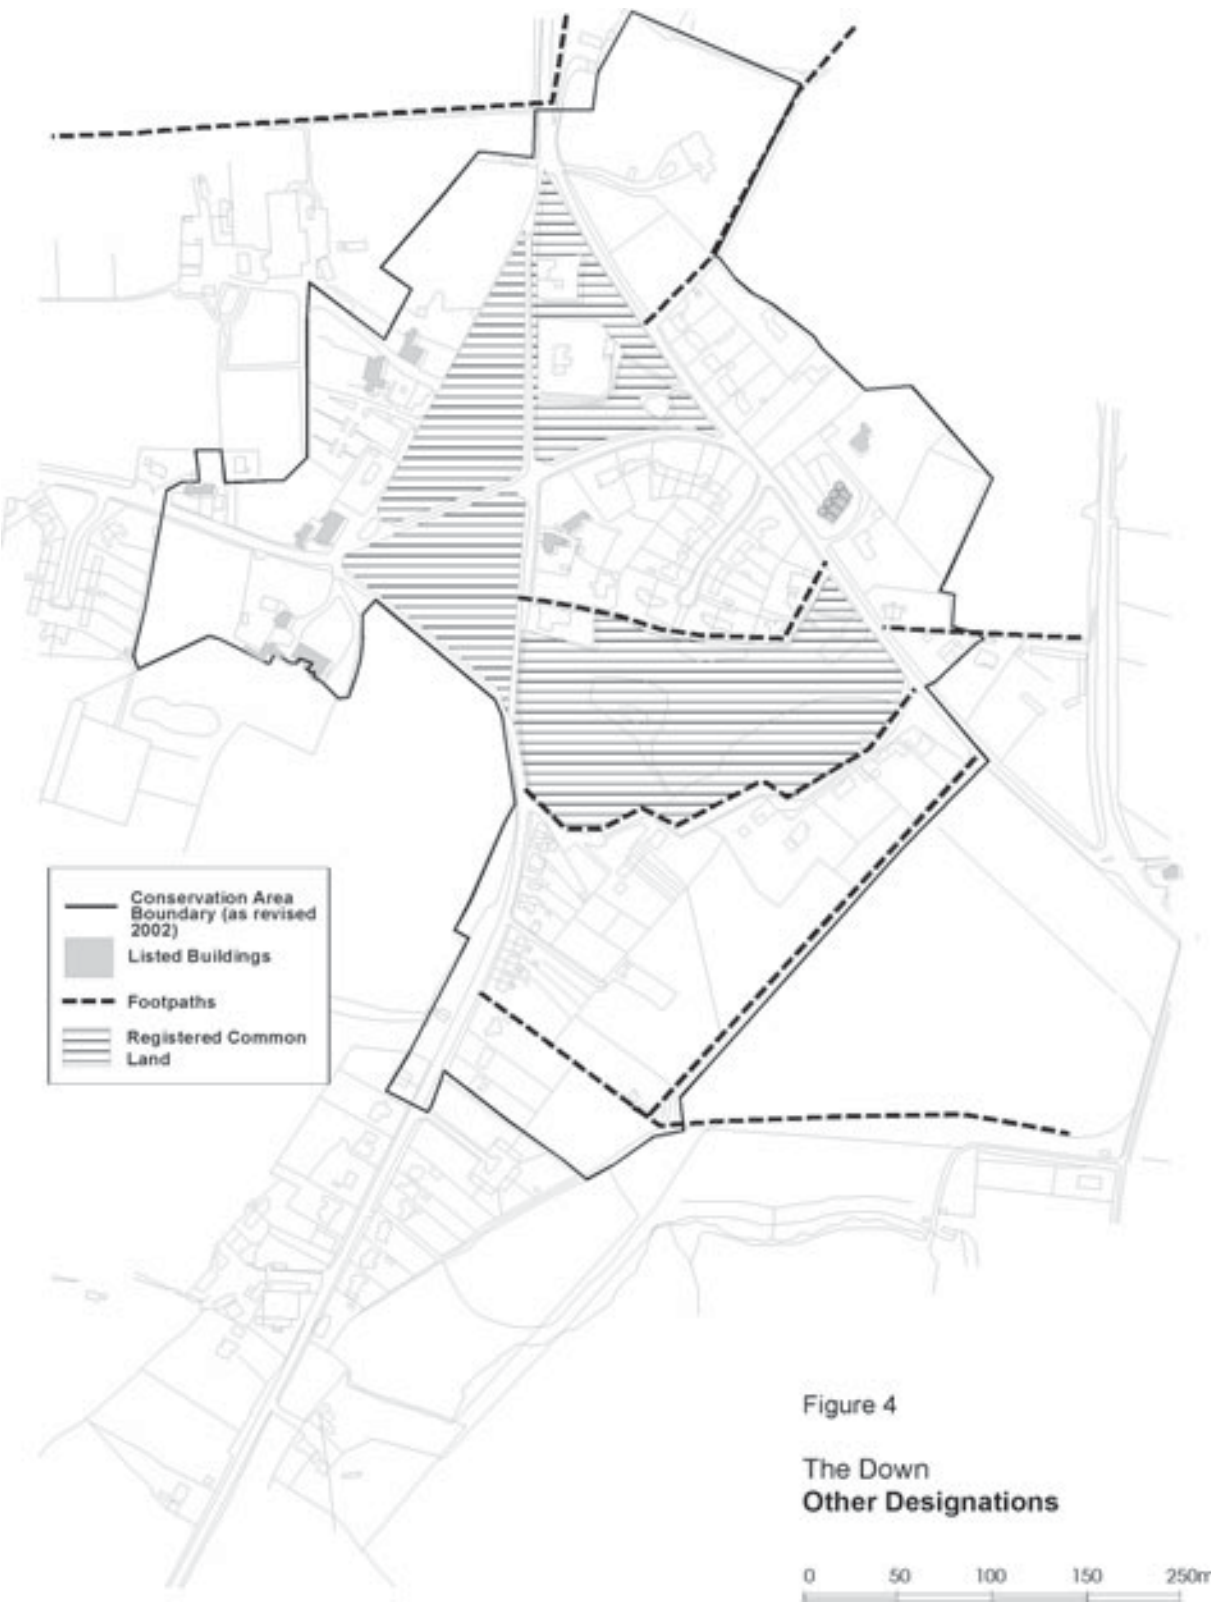 Conservation Area
Boundary (as revised
2002)
Listed Buildings
Footpaths
Registered Common
Land
Figure 4
The Down
Other Designations
0 50 100 150 250m